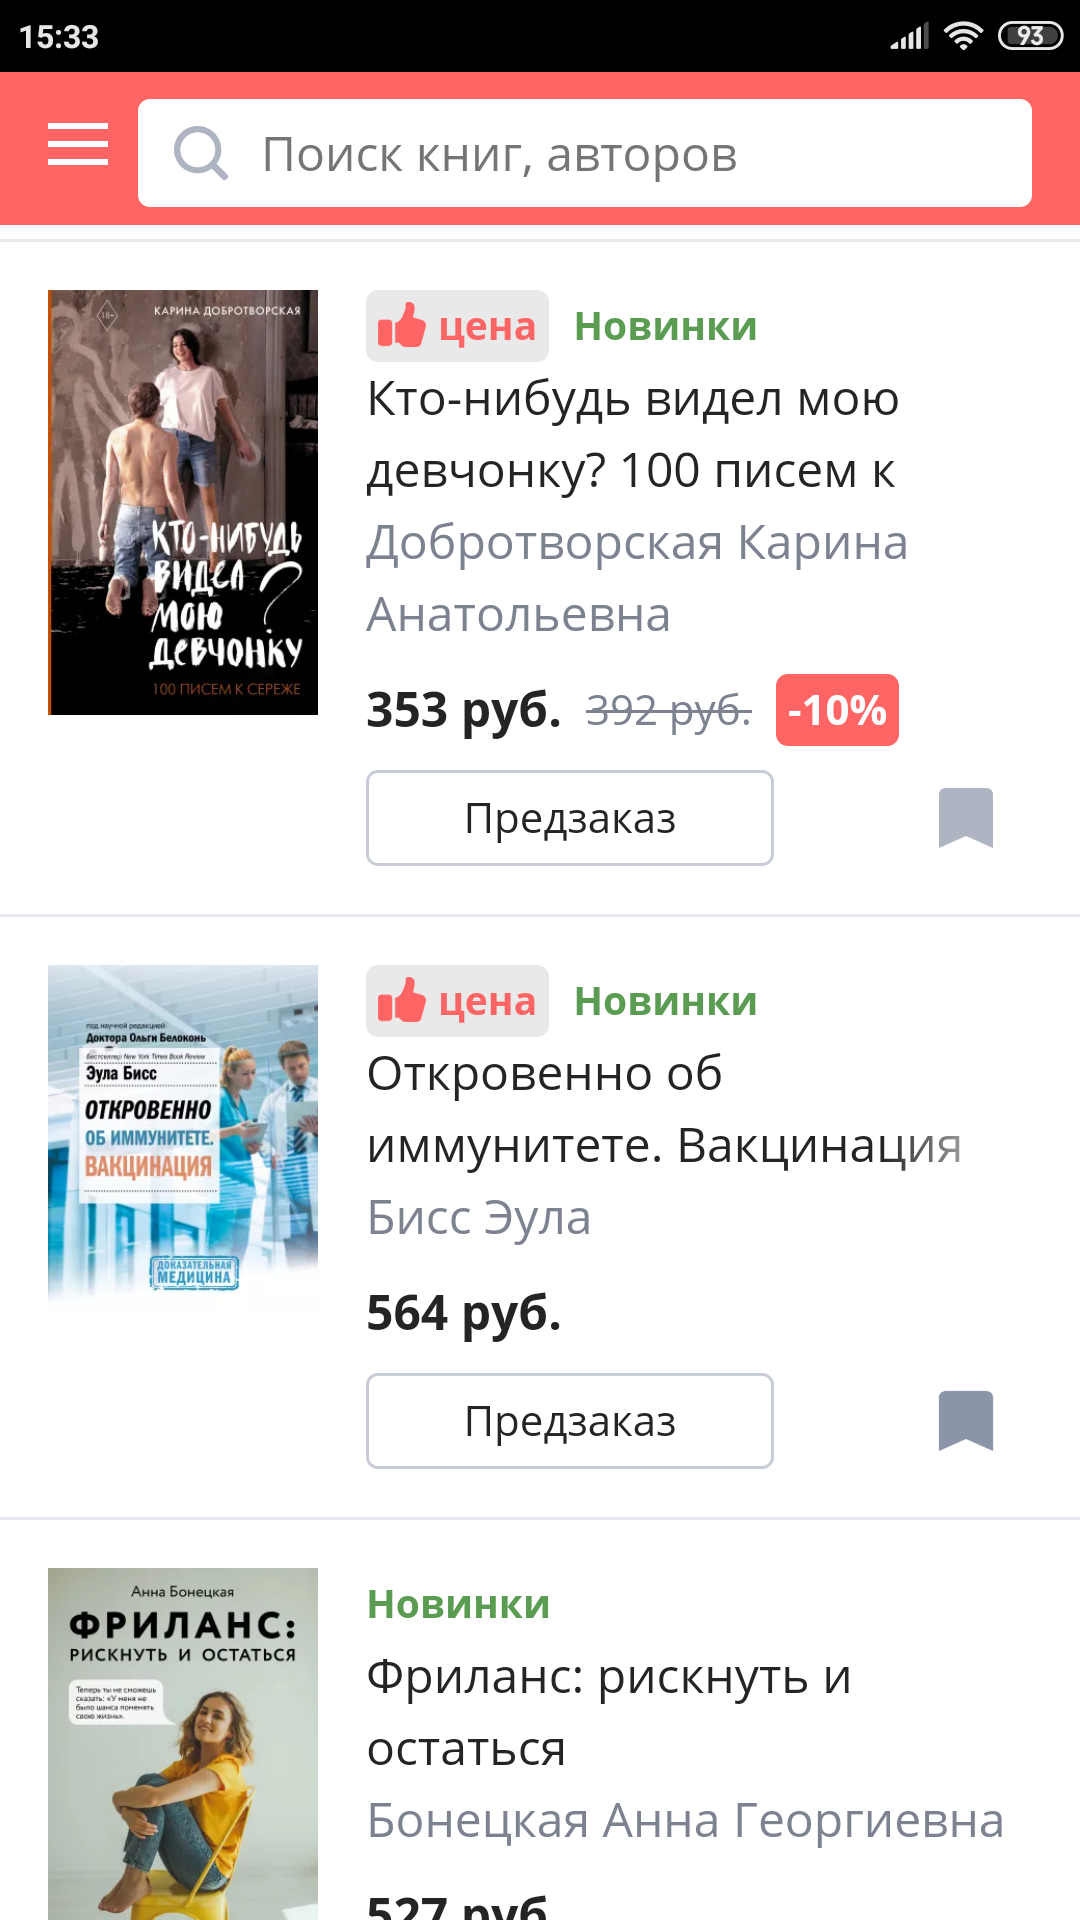 15:33
93
Поиск книг, авторов
18+
КАРИНА ДОБРОТВОРСКАЯ
КТО-НИБУДЬ
ВИДЕЛ
МОЮ
ДЕВЧОНКУ
?
100 ПИСЕМ К СЕРЕЖЕ
цена
Новинки
Кто-нибудь видел мою
девчонку? 100 писем к
Добротворская Карина
Анатольевна
353 руб.
392 руб.
-10%
Предзаказ
под научной редакцией
Доктора Ольги Белоконь
Бестселлер New York Times Book Review
Эула Бисс
ОТКРОВЕННО
ОБ ИММУНИТЕТЕ.
ВАКЦИНАЦИЯ
ДОКАЗАТЕЛЬНАЯ
МЕДИЦИНА
цена
Новинки
Откровенно об
иммунитете. Вакцинация
Бисс Эула
564 руб.
Предзаказ
Анна Бонецкая
ФРИЛАНС:
РИСКНУТЬ И ОСТАТЬСЯ
Теперь ты не сможешь
сказать: «У меня не
было шанса поменять
свою жизнь».
Новинки
Фриланс: рискнуть и
остаться
Бонецкая Анна Георгиевна
527 руб.